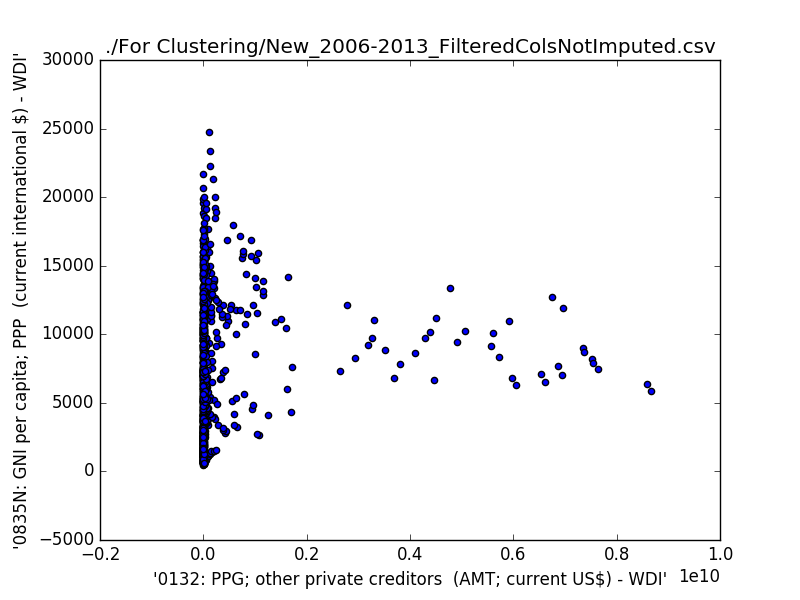 ./For Clustering/New_2006-2013_FilteredColsNotImputed.csv
'0835N: GNI per capita; PPP  (current international $) - WDI'
30000
25000
20000
15000
10000
5000
0
−5000
−0.2 0.0 0.2 0.4 0.6 0.8 1.0
1e10
'0132: PPG; other private creditors  (AMT; current US$) - WDI'